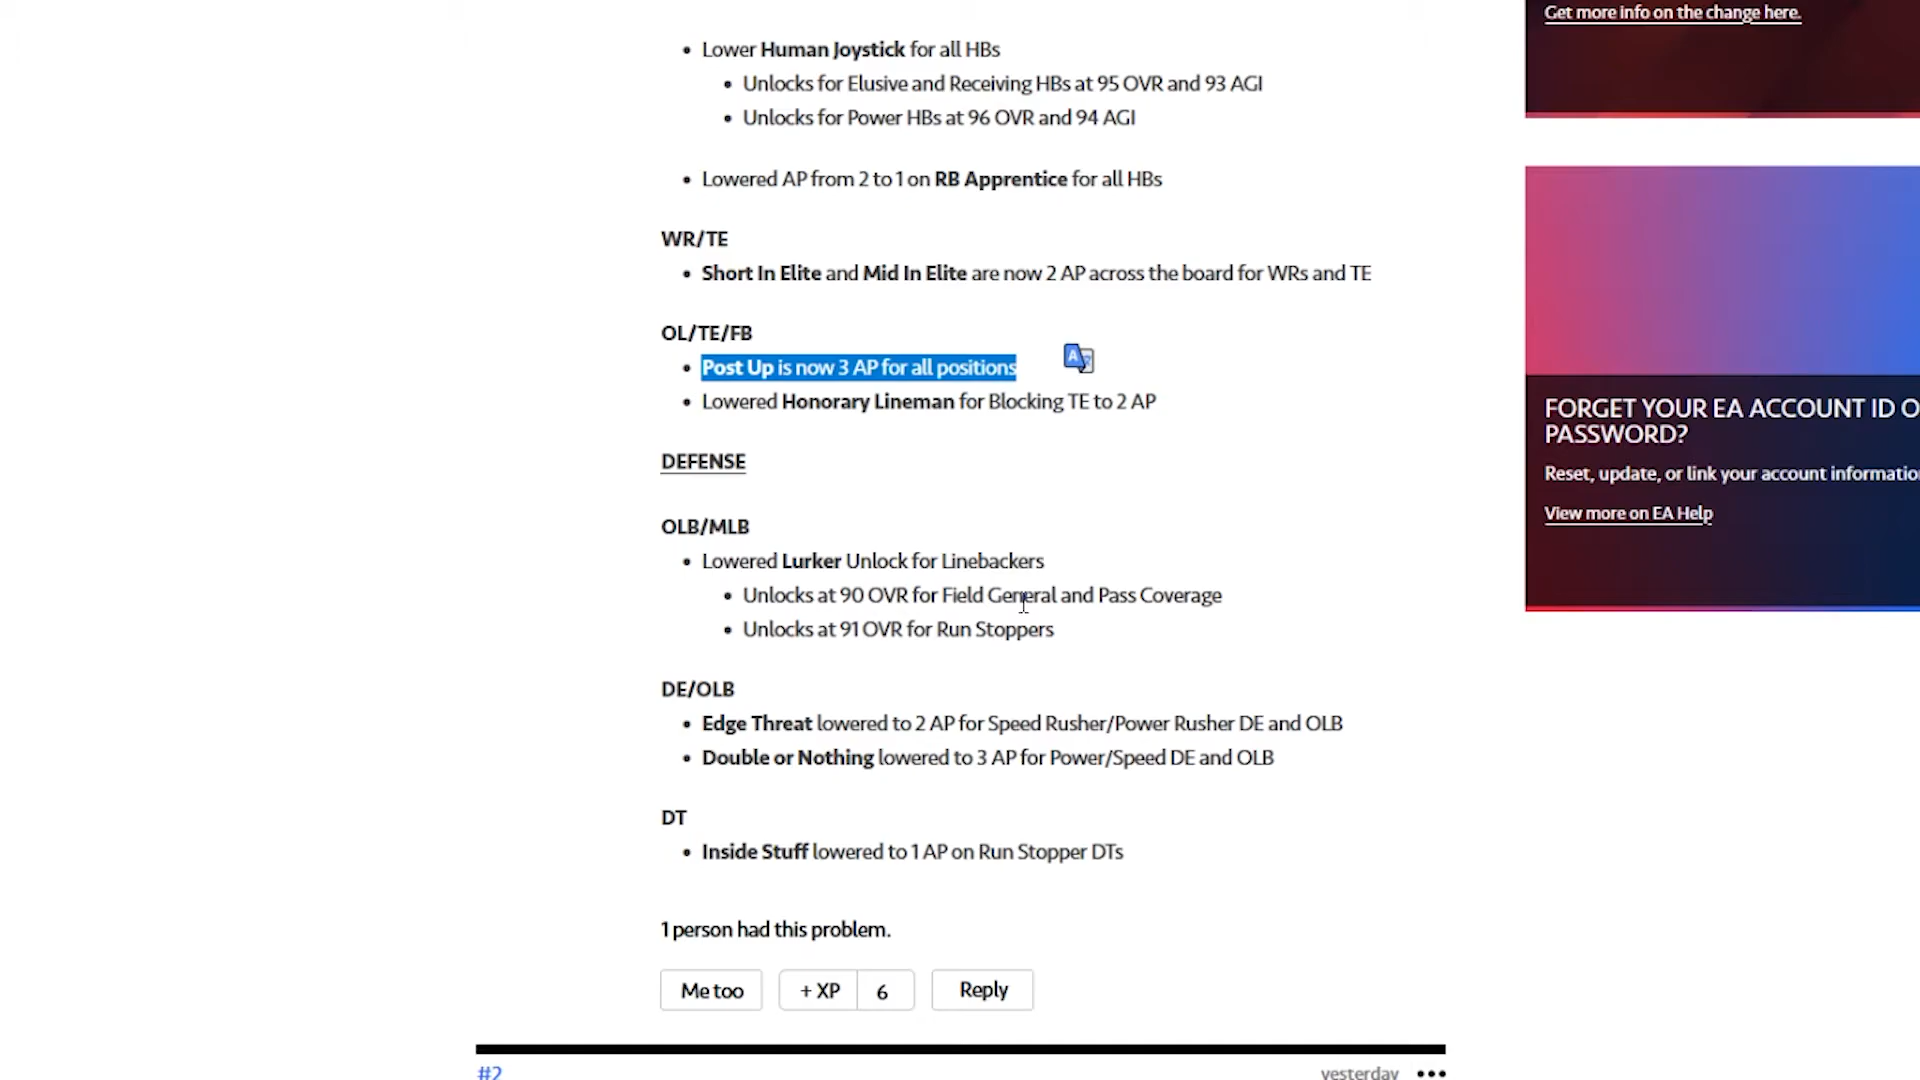 Get more info on the change here.
Lower Human Joystick for all HBs
Unlocks for Elusive and Receiving HBs at 95 OVR and 93 AGI
Unlocks for Power HBs at 96 OVR and 94 AGI
Lowered AP from 2 to 1 on RB Apprentice for all HBs
WR/TE
Short In Elite and Mid In Elite are now 2 AP across the board for WRs and TE
OL/TE/FB
Post Up is now 3 AP for all positions
Lowered Honorary Lineman for Blocking TE to 2 AP
DEFENSE
OLB/MLB
Lowered Lurker Unlock for Linebackers
Unlocks at 90 OVR for Field General and Pass Coverage
Unlocks at 91 OVR for Run Stoppers
DE/OLB
Edge Threat lowered to 2 AP for Speed Rusher/Power Rusher DE and OLB
Double or Nothing lowered to 3 AP for Power/Speed DE and OLB
DT
Inside Stuff lowered to 1 AP on Run Stopper DTs
1 person had this problem.
Me too + XP 6 Reply
#2 yesterday
FORGET YOUR EA ACCOUNT ID O
PASSWORD?
Reset, update, or link your account informatio
View more on EA Help